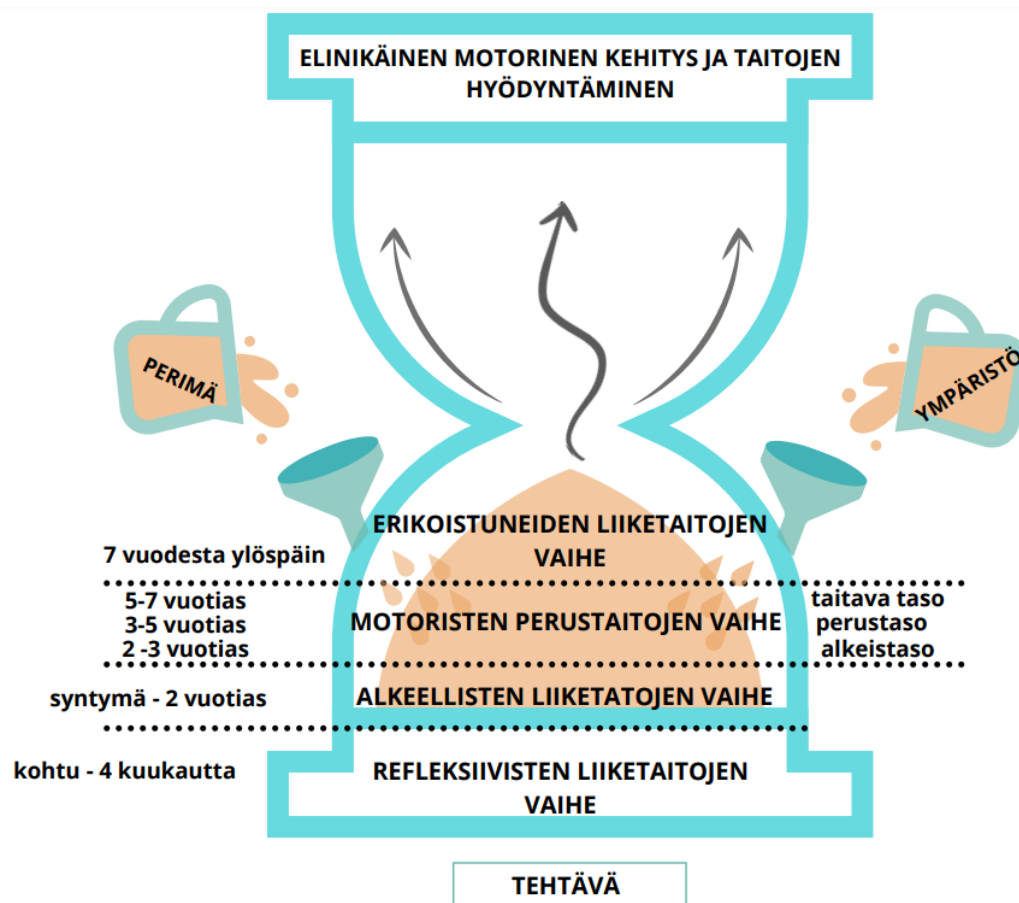 ELINIKÄINEN MOTORINEN KEHITYS JA TAITOJEN
HYÖDYNTÄMINEN
PERIMÄ
YMPÄRISTÖ
ERIKOISTUNEIDEN LIIKETAITOJEN
VAIHE
7 vuodesta ylöspäin
5-7 vuotias
3-5 vuotias
2 -3 vuotias
MOTORISTEN PERUSTAITOJEN VAIHE
taitava taso
perustaso
alkeistaso
syntymä - 2 vuotias
ALKEELLISTEN LIIKETATOJEN VAIHE
kohtu - 4 kuukautta
REFLEKSIIVISTEN LIIKETAITOJEN
VAIHE
TEHTÄVÄ